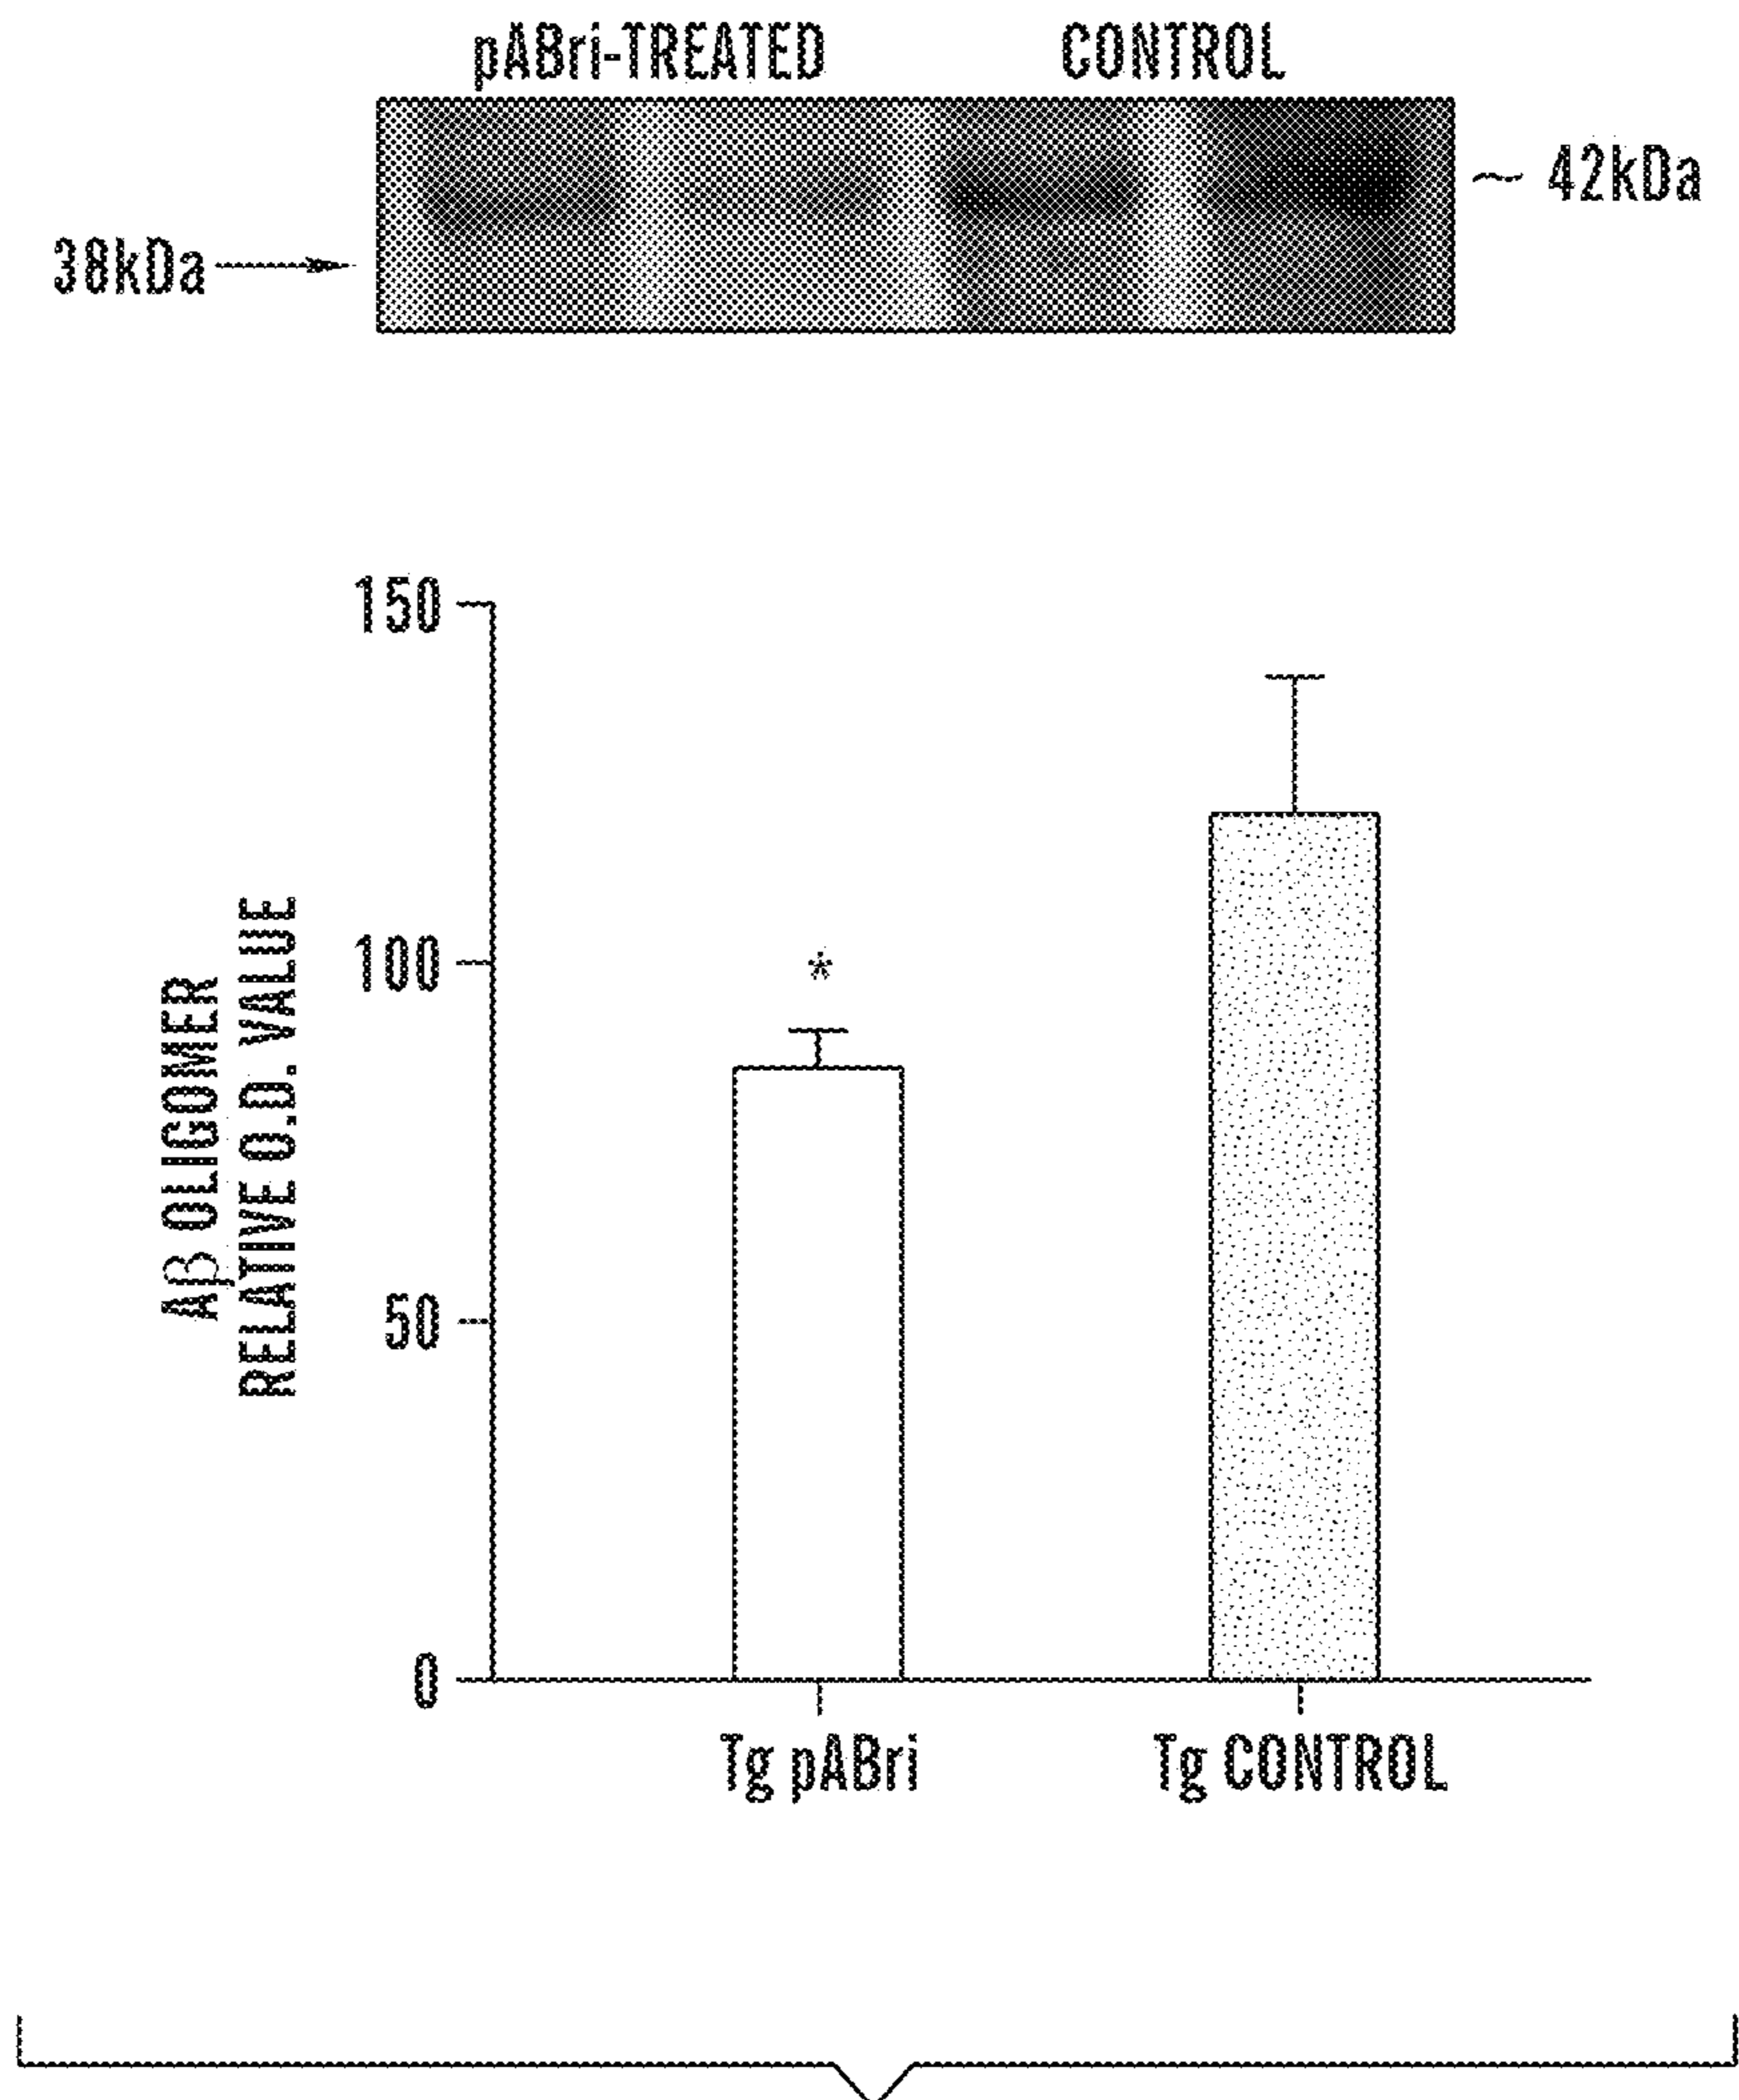 pABri-TREATED CONTROL
~ 42kDa
38kDa
150
100
50
0
Aβ OLIGOMER
RELATIVE O.D. VALUE
*
Tg pABri Tg CONTROL